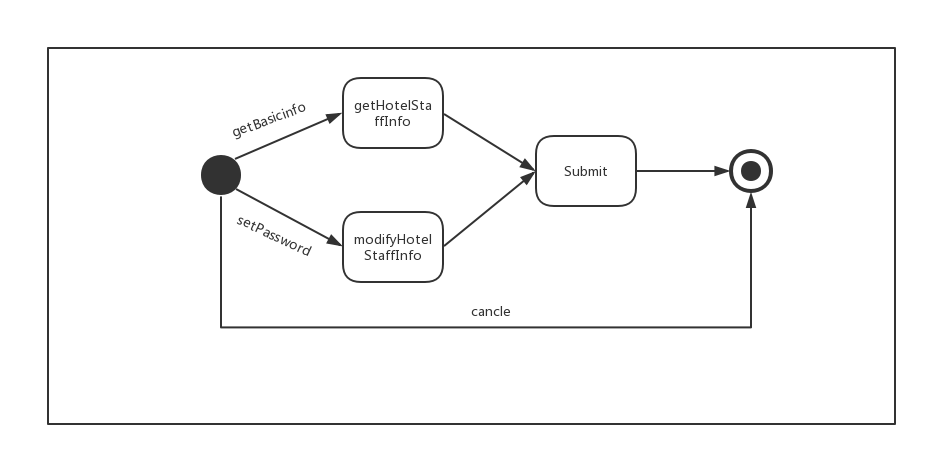 getBasicinfo
getHotelSta
ffInfo
Submit
setPassword
modifyHotel
StaffInfo
cancle